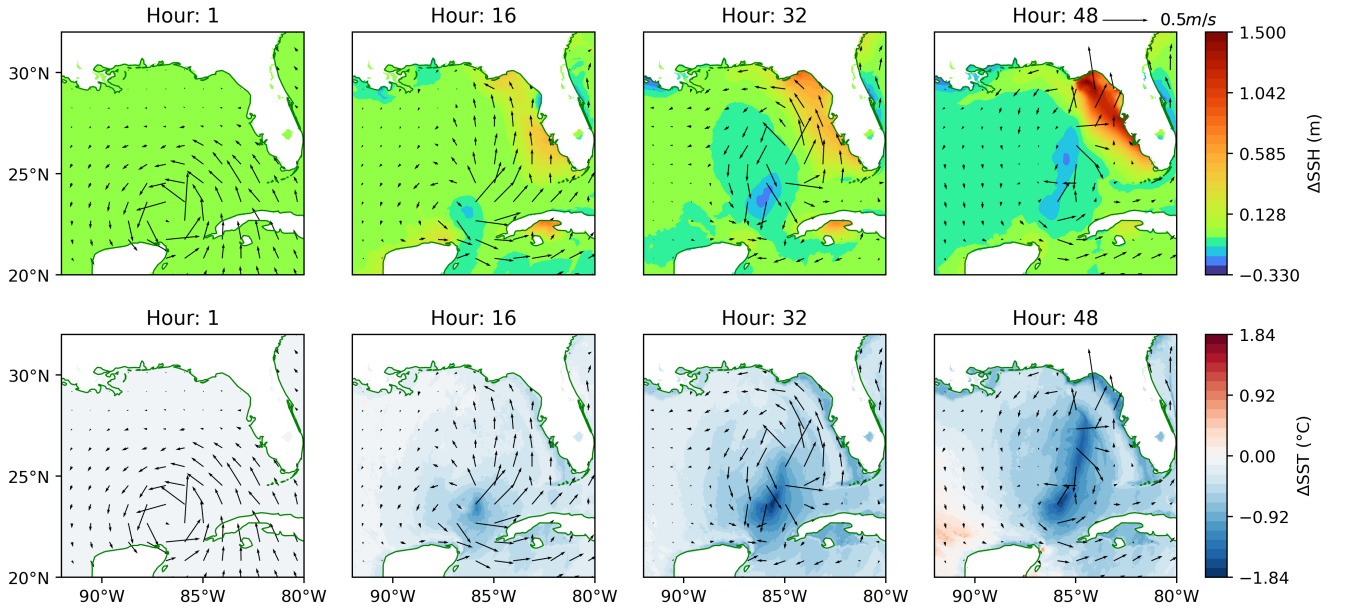 Hour: 1
Hour: 16
Hour: 32
Hour: 48
0.5m/s
30°N
25°N
20°N
1.500
1.042
0.585
0.128
−0.330
ΔSSH (m)
Hour: 1
Hour: 16
Hour: 32
Hour: 48
30°N
25°N
20°N
90°W
85°W
80°W
90°W
85°W
80°W
90°W
85°W
80°W
90°W
85°W
80°W
1.84
0.92
0.00
−0.92
−1.84
ΔSST (°C)